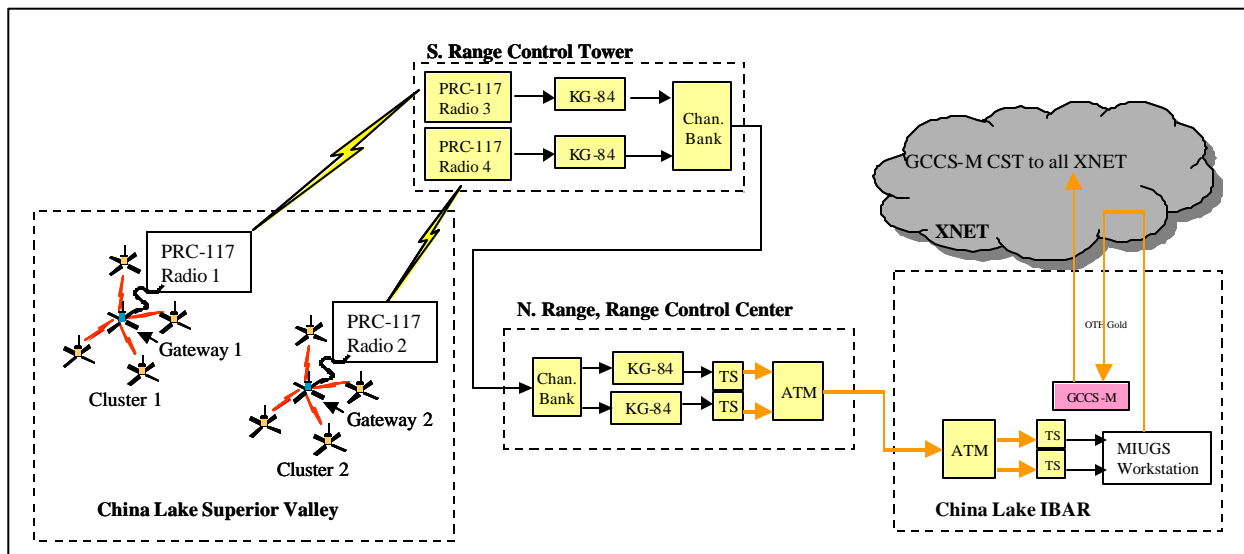 S. Range Control Tower
PRC-117
Radio 3
KG-84
Chan.
Bank
PRC-117
Radio 4
KG-84
GCCS-M CST to all XNET
XNET
PRC-117
Radio 1
Gateway 1
Cluster 1
PRC-117
Radio 2
Gateway 2
Cluster 2
China Lake Superior Valley
N. Range, Range Control Center
Chan.
Bank
KG-84
TS
KG-84
TS
ATM
OTH Gold
GCCS-M
ATM
TS
TS
MIUGS
Workstation
China Lake IBAR